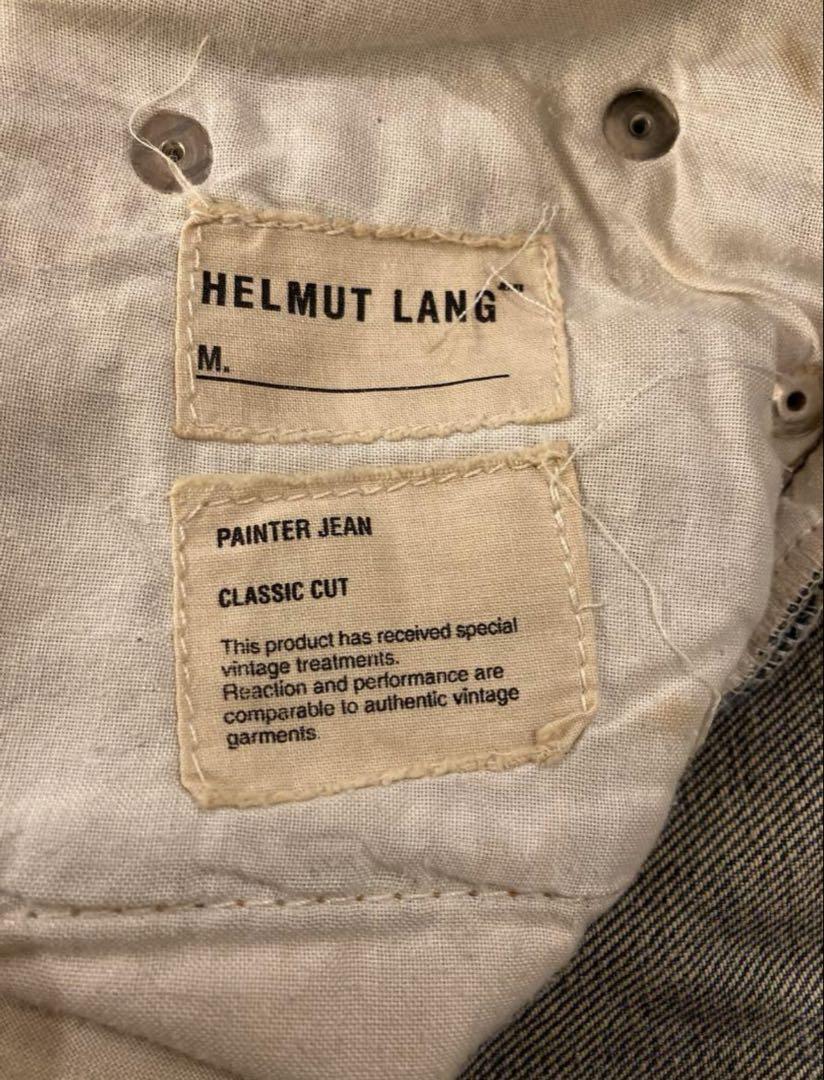 HELMUT LANG
M.
PAINTER JEAN
CLASSIC CUT
This product has received special
vintage treatments.
Reaction and performance are
comparable to authentic vintage
garments.